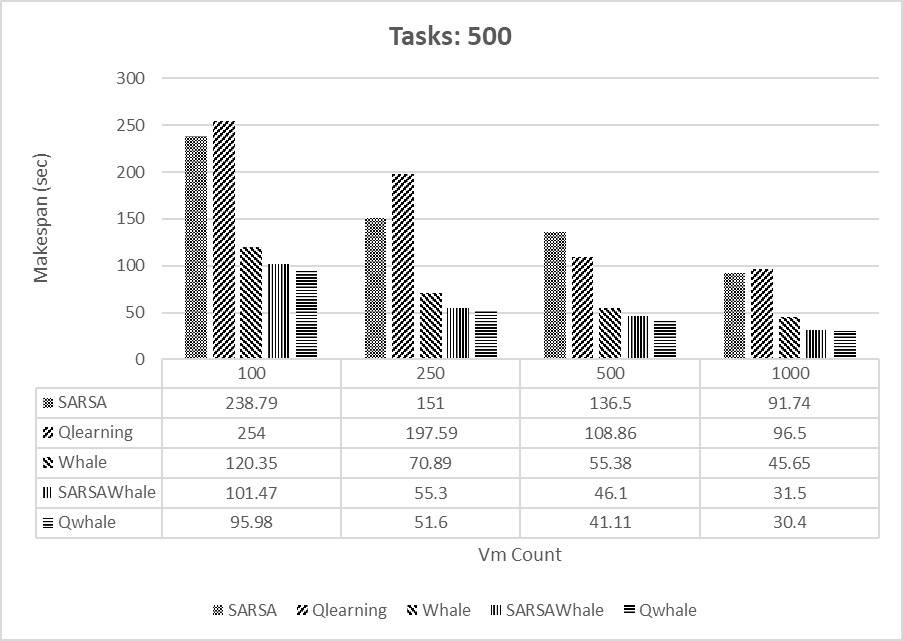 Tasks: 500
300
250
200
150
100
50
0
Makespan (sec)
100 250 500 1000
SARSA 238.79 151 136.5 91.74
Qlearning 254 197.59 108.86 96.5
Whale 120.35 70.89 55.38 45.65
SARSAWhale 101.47 55.3 46.1 31.5
Qwhale 95.98 51.6 41.11 30.4
Vm Count
SARSA Qlearning Whale SARSAWhale Qwhale